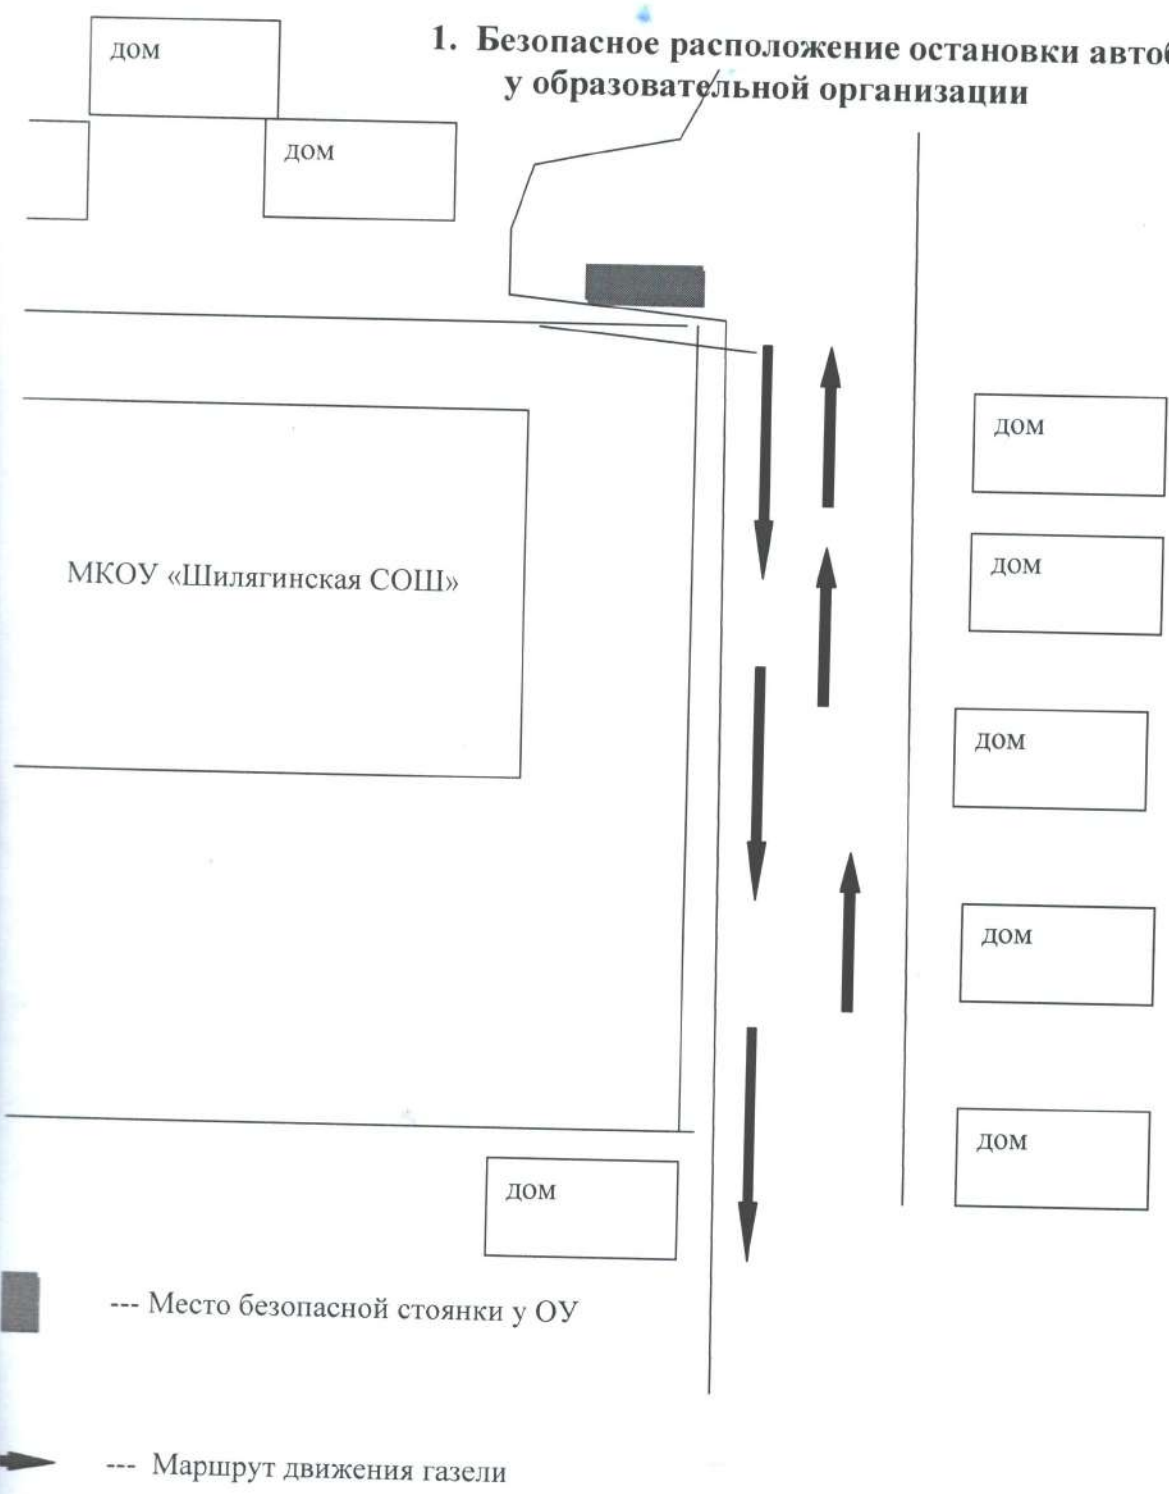 дом
1. Безопасное расположение остановки
у образовательной организации
дом
дом
дом
МКОУ «Шилягинская СОШ»
дом
дом
дом
дом
дом
--- Место безопасной стоянки у ОУ
--- Маршрут движения газели